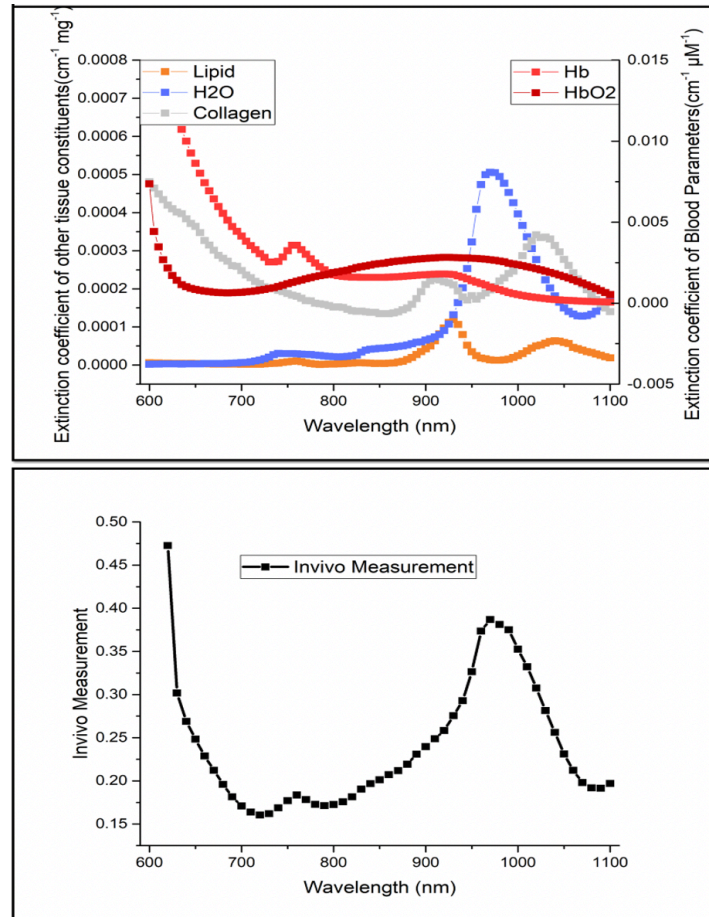 Extinction coefficient of other tissue constituents(cm-1 mg-1)
0.0008
0.0007
0.0006
0.0005
0.0004
0.0003
0.0002
0.0001
0.0000
Lipid
H2O
Collagen
Hb
HbO2
0.015
0.010
0.005
0.000
-0.005
Extinction coefficient of Blood Parameters(cm-1 μM-1)
600 700 800 900 1000 1100
Wavelength (nm)
Invivo Measurement
0.50
0.45
0.40
0.35
0.30
0.25
0.20
0.15
Invivo Measurement
600 700 800 900 1000 1100
Wavelength (nm)